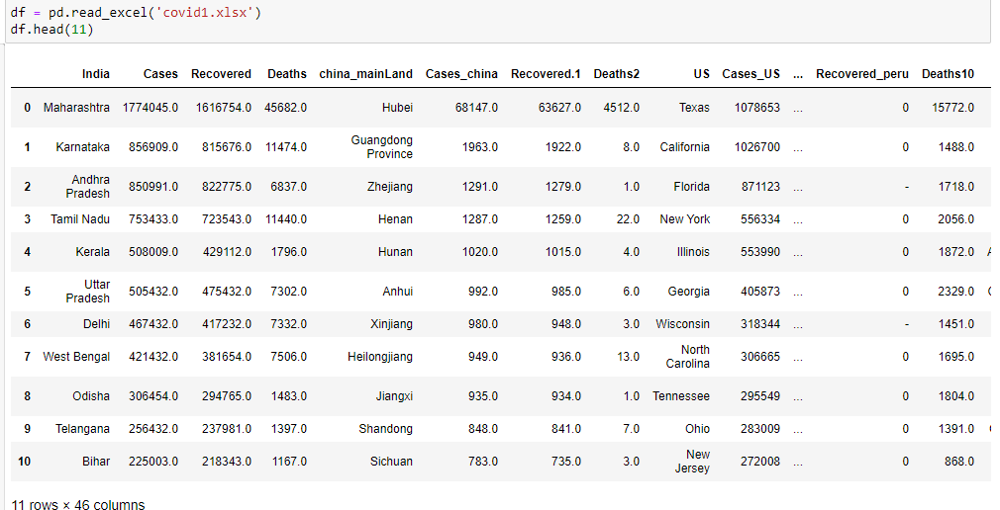 df = pd.read_excel('covid1.xlsx')
df.head(11)
India Cases Recovered Deaths china_mainLand Cases_china Recovered.1 Deaths2 US Cases_US ... Recovered_peru Deaths10
0 Maharashtra 1774045.0 1616754.0 45682.0 Hubei 68147.0 63627.0 4512.0 Texas 1078653 ... 0 15772.0
1 Karnataka 856909.0 815676.0 11474.0 Guangdong Province 1963.0 1922.0 8.0 California 1026700 ... 0 1488.0
2 Andhra Pradesh 850991.0 822775.0 6837.0 Zhejiang 1291.0 1279.0 1.0 Florida 871123 ... - 1718.0
3 Tamil Nadu 753433.0 723543.0 11440.0 Henan 1287.0 1259.0 22.0 New York 556334 ... 0 2056.0
4 Kerala 508009.0 429112.0 1796.0 Hunan 1020.0 1015.0 4.0 Illinois 553990 ... 0 1872.0
5 Uttar Pradesh 505432.0 475432.0 7302.0 Anhui 992.0 985.0 6.0 Georgia 405873 ... 0 2329.0
6 Delhi 467432.0 417232.0 7332.0 Xinjiang 980.0 948.0 3.0 Wisconsin 318344 ... - 1451.0
7 West Bengal 421432.0 381654.0 7506.0 Heilongjiang 949.0 936.0 13.0 North Carolina 306665 ... 0 1695.0
8 Odisha 306454.0 294765.0 1483.0 Jiangxi 935.0 934.0 1.0 Tennessee 295549 ... 0 1804.0
9 Telangana 256432.0 237981.0 1397.0 Shandong 848.0 841.0 7.0 Ohio 283009 ... 0 1391.0
10 Bihar 225003.0 218343.0 1167.0 Sichuan 783.0 735.0 3.0 New Jersey 272008 ... 0 868.0
11 rows × 46 columns